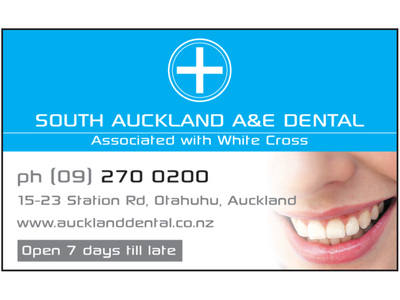 SOUTH AUCKLAND A&E DENTAL
Associated with White Cross
ph (09) 270 0200
15-23 Station Rd, Otahuhu, Auckland
www.aucklanddental.co.nz
Open 7 days till late